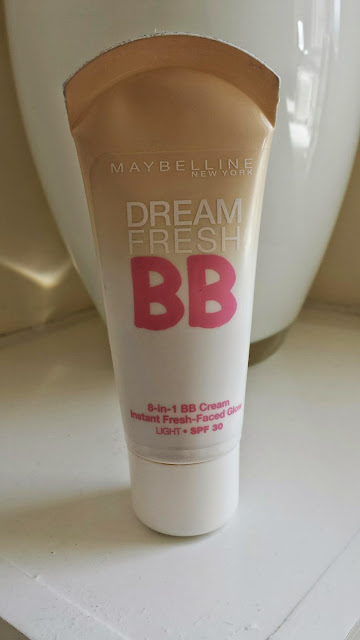 MAYBELLINE
NEW YORK
DREAM
FRESH
BB
8-in-1 BB Cream
Instant Fresh-Faced Glow
LIGHT • SPF 30